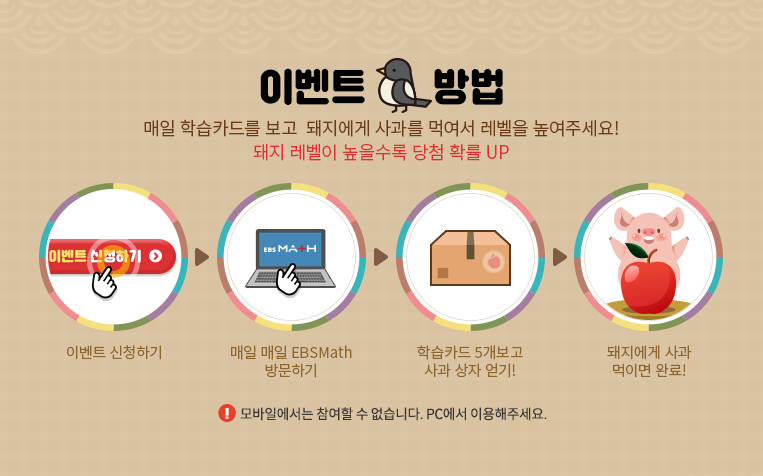 이벤트 방법
매일 학습카드를 보고 돼지에게 사과를 먹여서 레벨을 높여주세요!
돼지 레벨이 높을수록 당첨 확률 UP
이벤트 신청하기
EBS MATH
이벤트 신청하기
매일 매일 EBSMath
방문하기
학습카드 5개보고
사과 상자 얻기!
돼지에게 사과
먹이면 완료!
모바일에서는 참여할 수 없습니다. PC에서 이용해주세요.